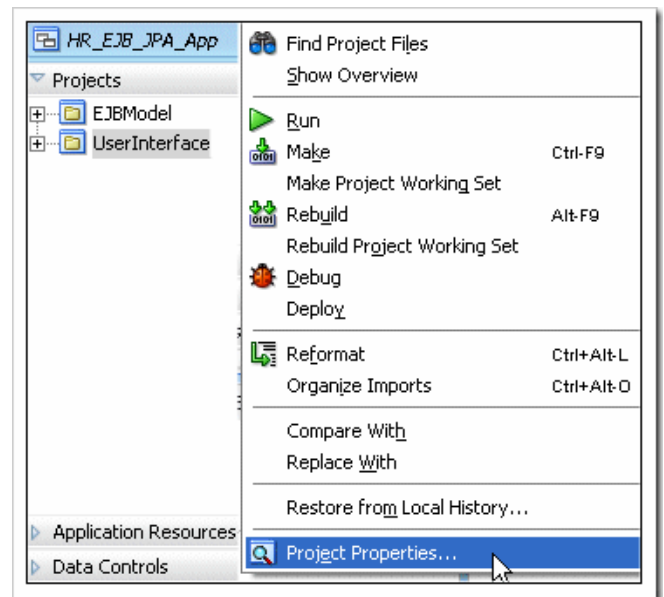 HR_EJB_JPA_App
Projects
EJBModel
UserInterface
Application Resources
Data Controls
Find Project Files
Show Overview
Run
Make Ctrl-F9
Make Project Working Set
Rebuild Alt-F9
Rebuild Project Working Set
Debug
Deploy
Reformat Ctrl+Alt-L
Organize Imports Ctrl+Alt-O
Compare With
Replace With
Restore from Local History...
Project Properties...